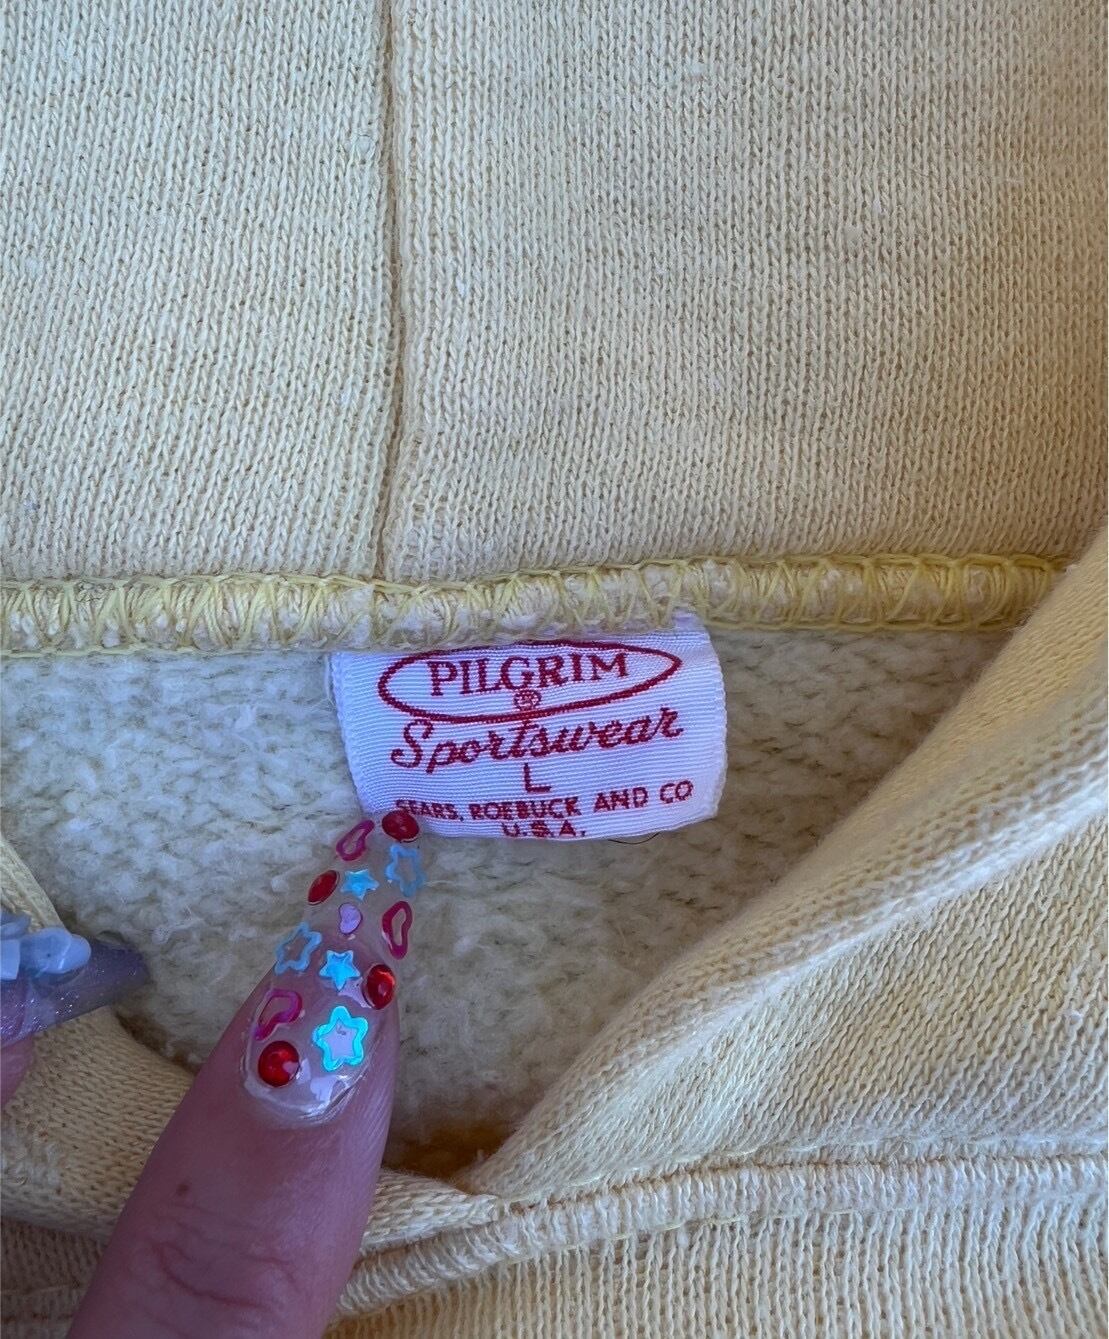 PILGRIM
®
Sportswear
L
SEARS, ROEBUCK AND CO
U.S.A.